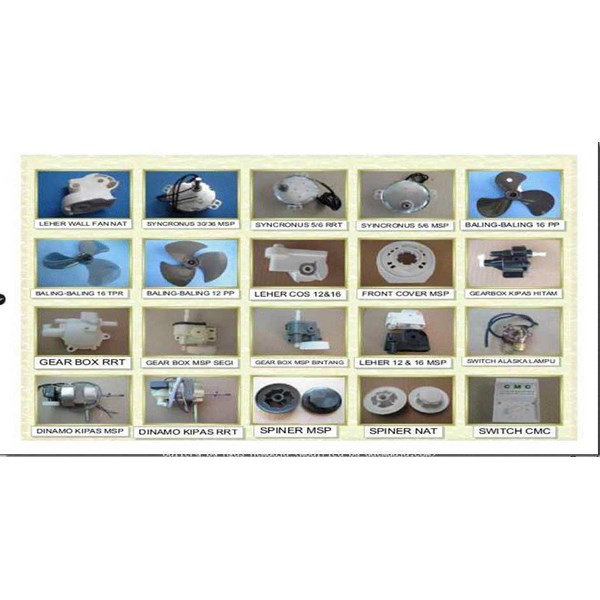 LEHER WALL FAN NAT
SYNCRONUS 30/36 MSP
SYNCRONUS 5/6 RRT
SYINCRONUS 5/6 MSP
BALING-BALING 16 PP
BALING-BALING 16 TPR
BALING-BALING 12 PP
LEHER COS 12&16
FRONT COVER MSP
GEARBOX KIPAS HITAM
GEAR BOX RRT
GEAR BOX MSP SEGI
GEAR BOX MSP BINTANG
LEHER 12 & 16 MSP
SWITCH ALASKA LAMPU
DINAMO KIPAS MSP
DINAMO KIPAS RRT
SPINER MSP
SPINER NAT
CMC
SWITCH CMC